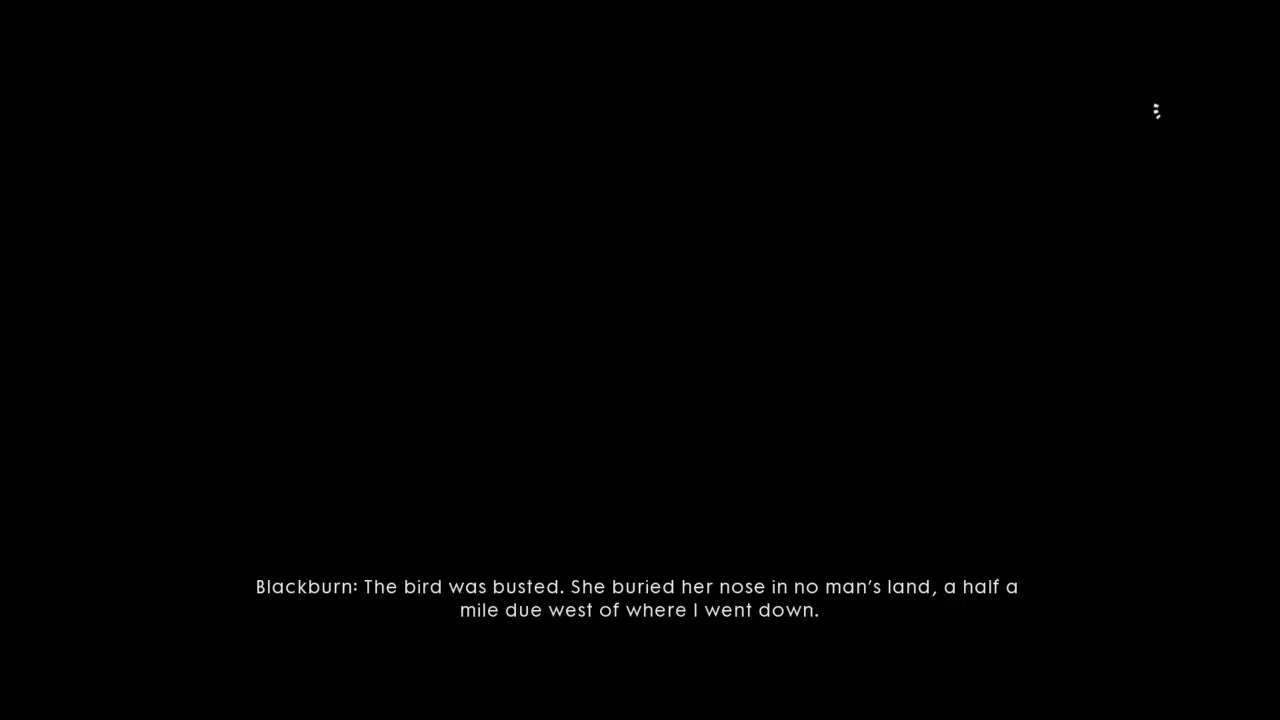 Blackburn: The bird was busted. She buried her nose in no man's land, a half a
mile due west of where I went down.